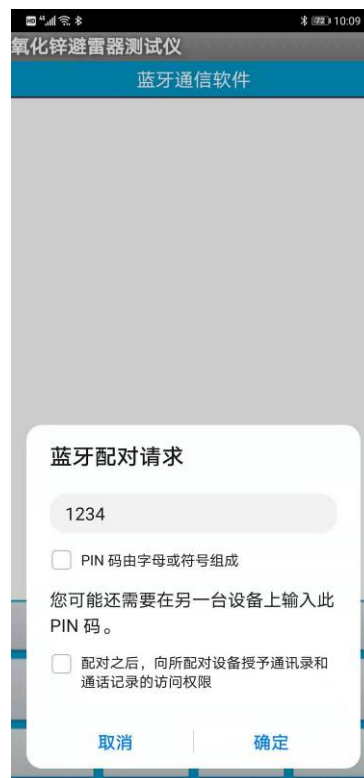 10:09
氧化锌避雷器测试仪
蓝牙通信软件
蓝牙配对请求
1234
PIN 码由字母或符号组成
您可能还需要在另一台设备上输入此
PIN 码。
配对之后，向所配对设备授予通讯录和
通话记录的访问权限
取消
确定